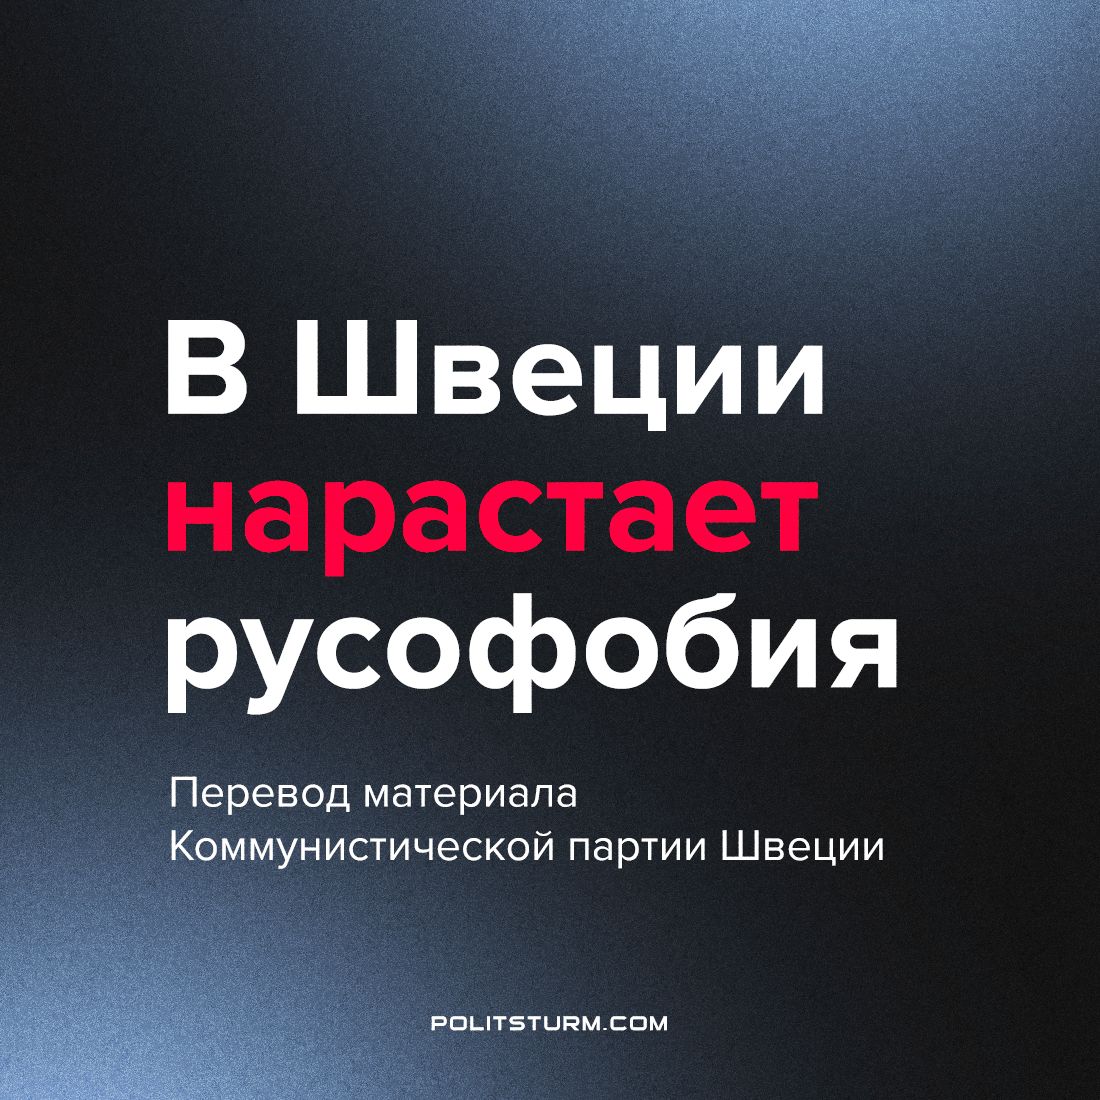 В Швеции
нарастает
русофобия
Перевод материала
Коммунистической партии Швеции
POLITSTURM.COM